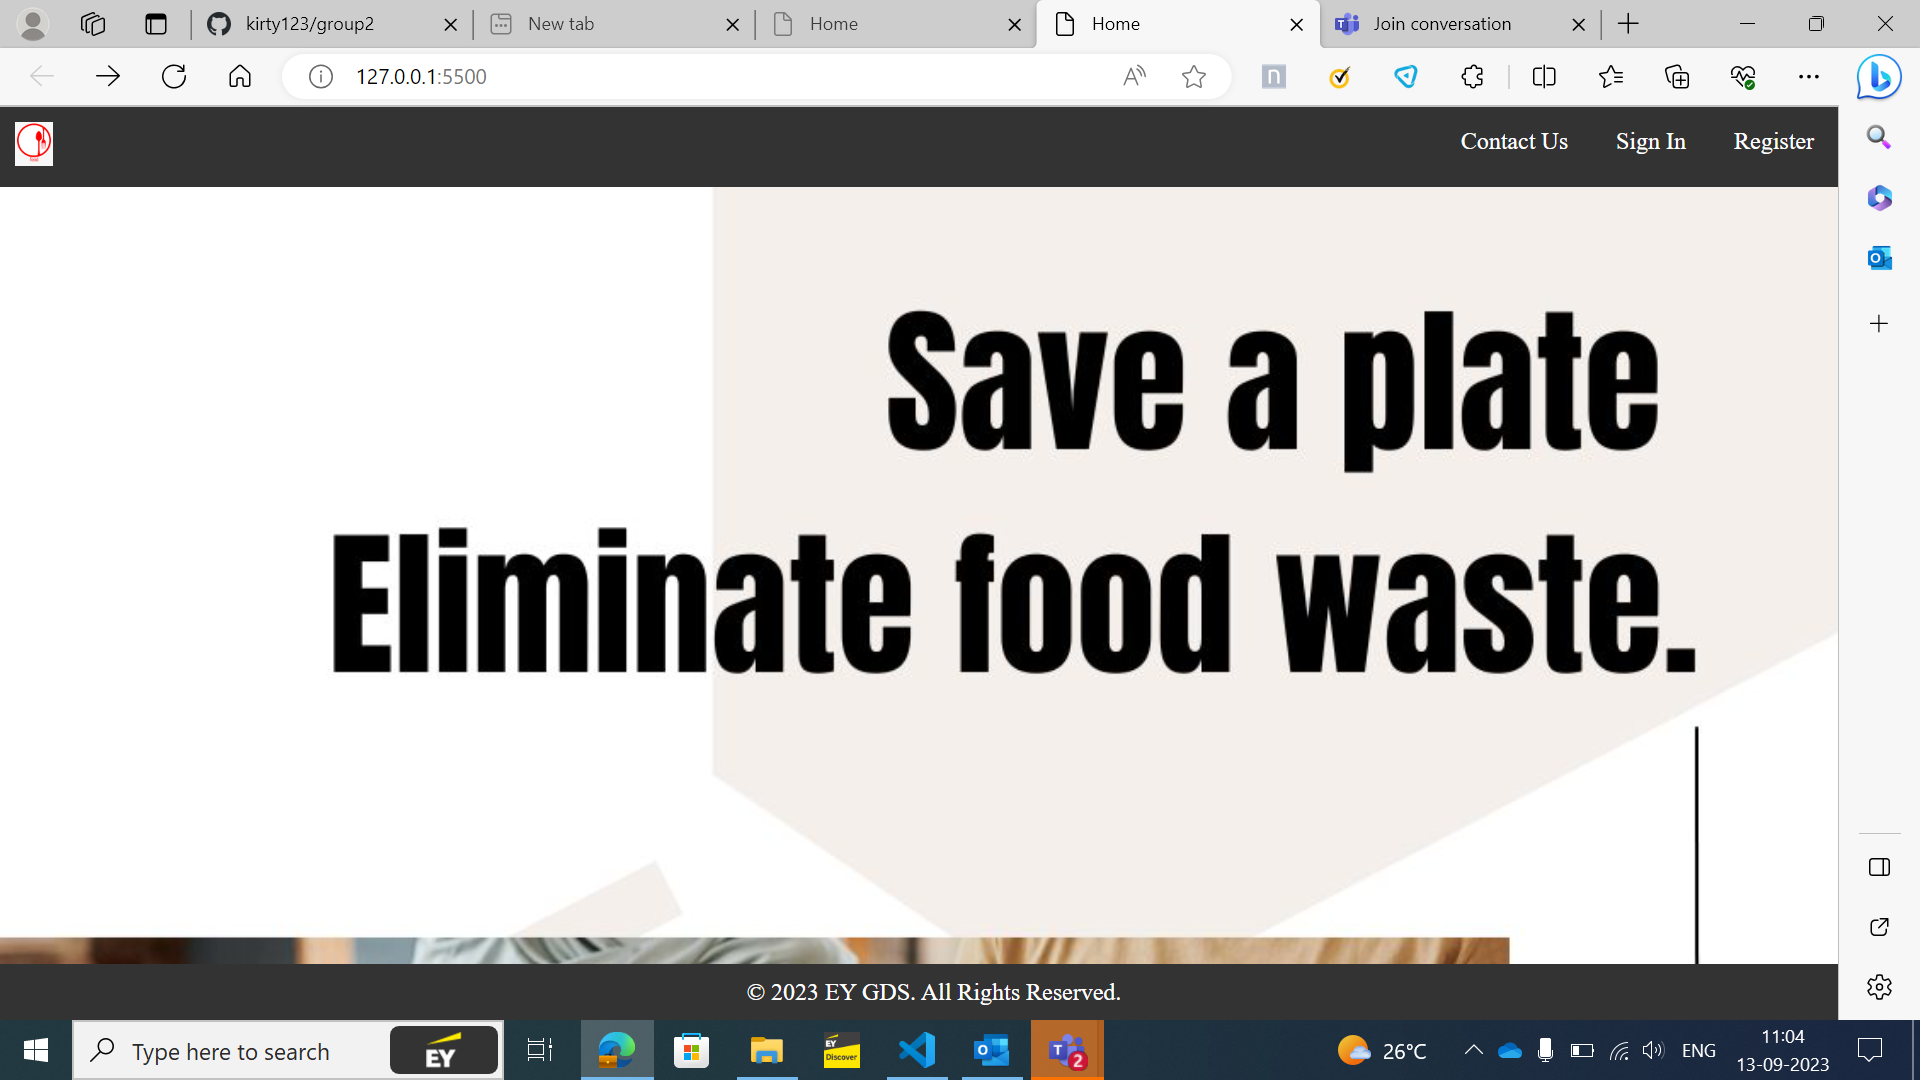 kirty123/group2
New tab
Home
Home
Join conversation
127.0.0.1:5500
Contact Us
Sign In
Register
Save a plate
Eliminate food waste.
© 2023 EY GDS. All Rights Reserved.
Type here to search
EY
EY
Discover
2
26°C
ENG
11:04
13-09-2023